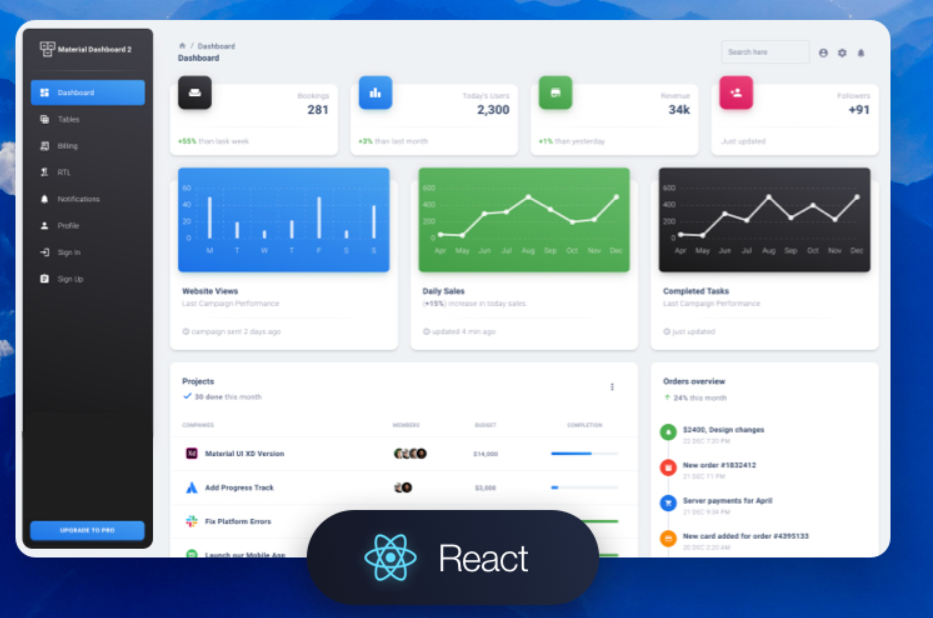 Material Dashboard 2
Dashboard
Tables
Billing
RTL
Notifications
Profile
Sign In
Sign Up
UPGRADE TO PRO
/ Dashboard
Dashboard
Search here
Bookings
281
+55% than lask week
Today's Users
2,300
+3% than last month
Revenue
34k
+1% than yesterday
Followers
+91
Just updated
60
40
20
0
M T W T F S S
Website Views
Last Campaign Performance
campaign sent 2 days ago
600
400
200
0
Apr May Jun Jul Aug Sep Oct Nov Dec
Daily Sales
(+15%) increase in today sales.
updated 4 min ago
600
400
200
0
Apr May Jun Jul Aug Sep Oct Nov Dec
Completed Tasks
Last Campaign Performance
just updated
Projects
30 done this month
COMPANIES MEMBERS BUDGET COMPLETION
Xd Material UI XD Version $14,000
Add Progress Track $3,000
Fix Platform Errors
Launch our Mobile App
Orders overview
24% this month
$2400, Design changes
22 DEC 7:20 PM
New order #1832412
21 DEC 11 PM
Server payments for April
21 DEC 9:34 PM
New card added for order #4395133
20 DEC 2:20 AM
React